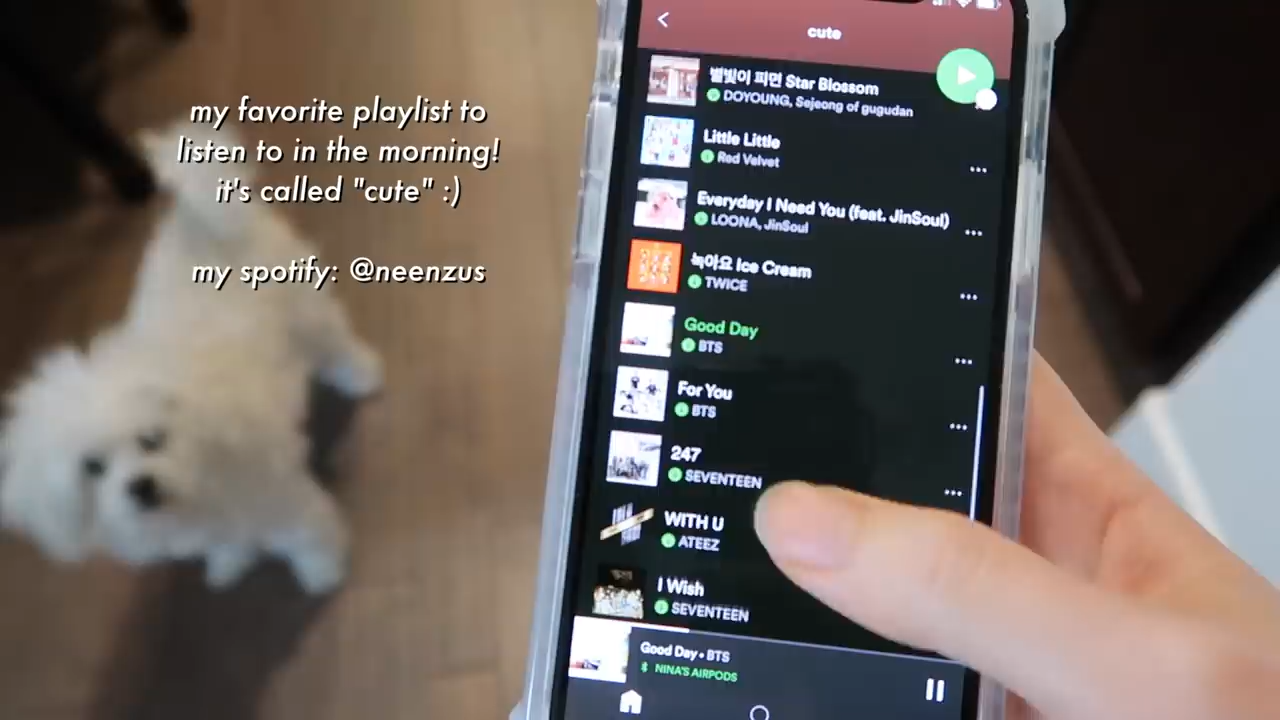 my favorite playlist to
listen to in the morning!
it's called "cute" :)
my spotify: @neenzus
cute
별빛이 피면 Star Blossom
DOYOUNG, Sejeong of gugudan
Little Little
Red Velvet
Everyday I Need You (feat. JinSoul)
LOONA, JinSoul
녹아요 Ice Cream
TWICE
Good Day
BTS
For You
BTS
247
SEVENTEEN
WITH U
ATEEZ
I Wish
SEVENTEEN
Good Day • BTS
NINA'S AIRPODS